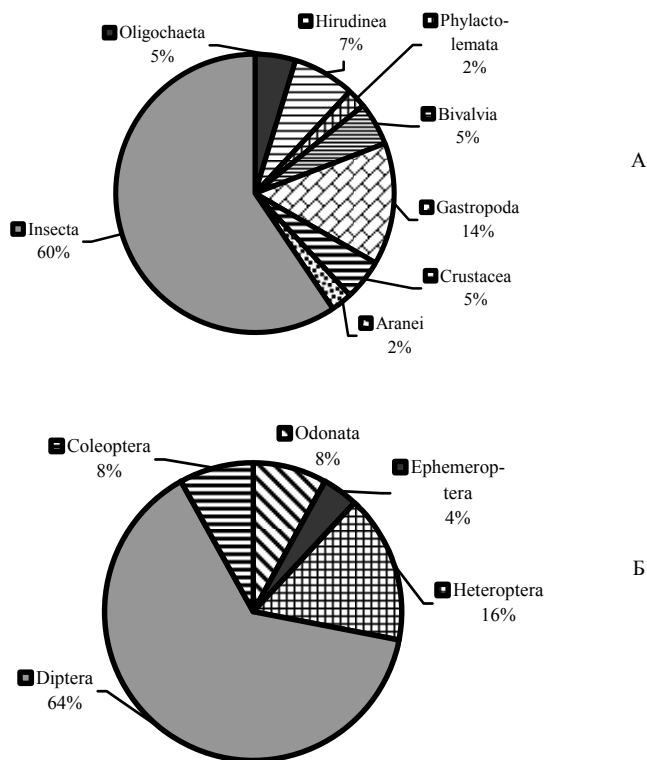 Oligochaeta
5%
Hirudinea
7%
Phylacto-
lemata
2%
Bivalvia
5%
А
Gastropoda
14%
Insecta
60%
Crustacea
5%
Aranei
2%
Coleoptera
8%
Odonata
8%
Ephemerop-
tera
4%
Б
Heteroptera
16%
Diptera
64%